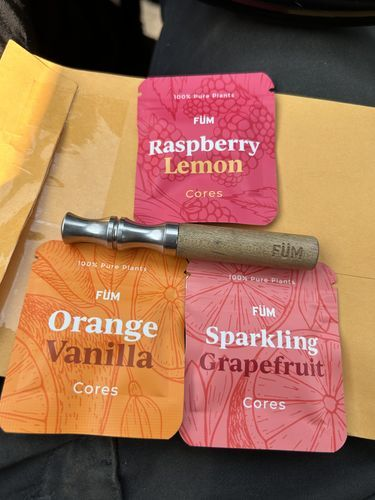 100% Pure Plants
FÜM
Raspberry
Lemon
Cores
FÜM
100% Pure Plants
FÜM
Orange
Vanilla
Cores
100% Pure Plants
FÜM
Sparkling
Grapefruit
Cores